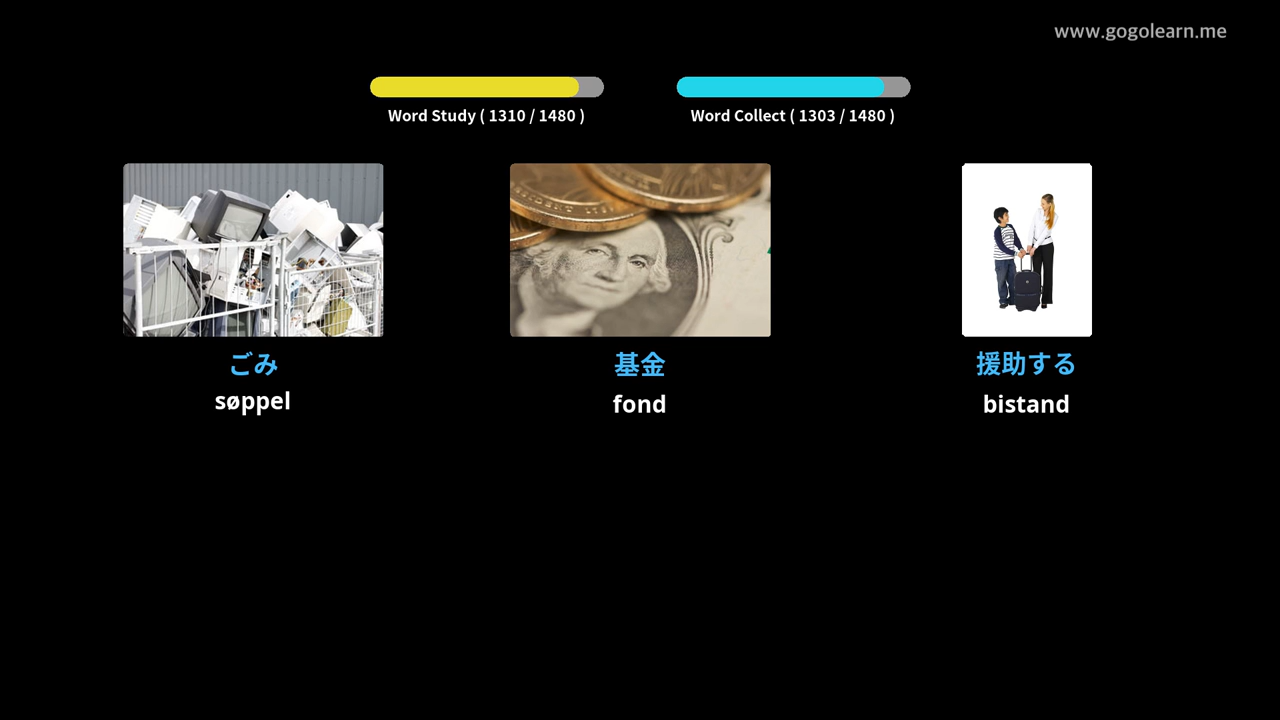 www.gogolearn.me
Word Study ( 1310 / 1480 )
Word Collect ( 1303 / 1480 )
ごみ
søppel
基金
fond
援助する
bistand